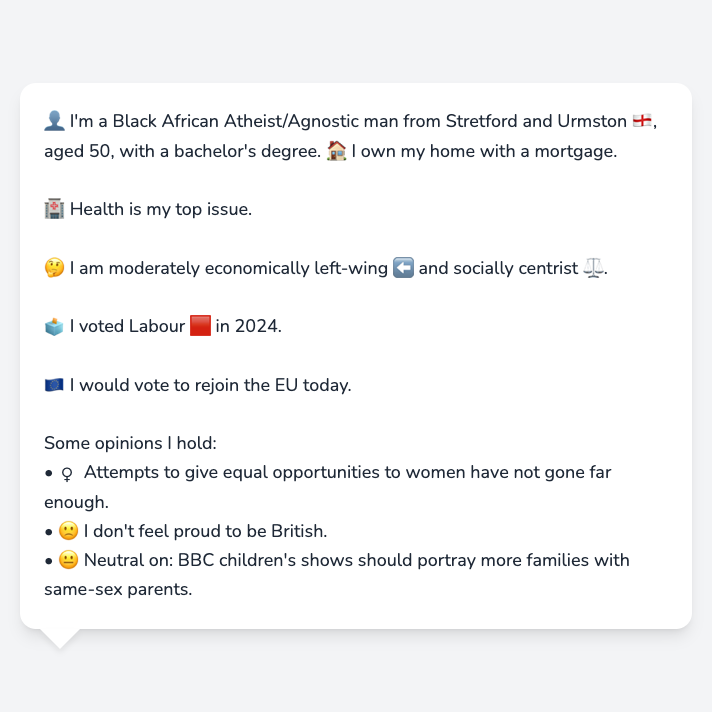 👤 I'm a Black African Atheist/Agnostic man from Stretford and Urmston 🏴󠁧󠁢󠁥󠁮󠁧󠁿,
aged 50, with a bachelor's degree. 🏠 I own my home with a mortgage.
🏥 Health is my top issue.
🤔 I am moderately economically left-wing ⬅️ and socially centrist ⚖️.
🗳️ I voted Labour 🟥 in 2024.
🇪🇺 I would vote to rejoin the EU today.
Some opinions I hold:
• ♀️ Attempts to give equal opportunities to women have not gone far
enough.
• 🙁 I don't feel proud to be British.
• 😐 Neutral on: BBC children's shows should portray more families with
same-sex parents.